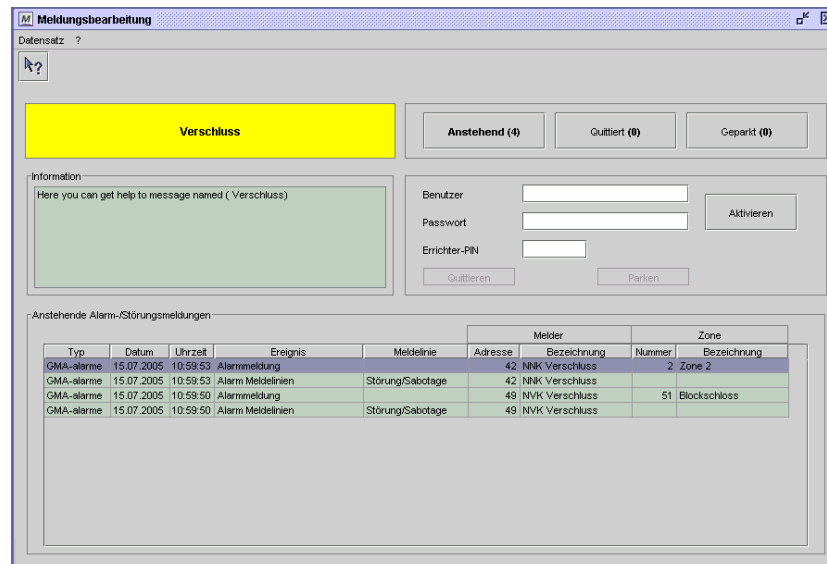 M Meldungsbearbeitung
Datensatz ?
?
Verschluss
Anstehend (4) Quittiert (0) Geparkt (0)
Information
Here you can get help to message named ( Verschluss)
Benutzer
Passwort
Aktivieren
Errichter-PIN
Quittieren Parken
Anstehende Alarm-/Störungsmeldungen
Melder Zone
Typ Datum Uhrzeit Ereignis Meldelinie Adresse Bezeichnung Nummer Bezeichnung
GMA-alarme 15.07.2005 10:59:53 Alarmmeldung 42 NNK Verschluss 2 Zone 2
GMA-alarme 15.07.2005 10:59:53 Alarm Meldelinien Störung/Sabotage 42 NNK Verschluss
GMA-alarme 15.07.2005 10:59:50 Alarmmeldung 49 NVK Verschluss 51 Blockschloss
GMA-alarme 15.07.2005 10:59:50 Alarm Meldelinien Störung/Sabotage 49 NVK Verschluss